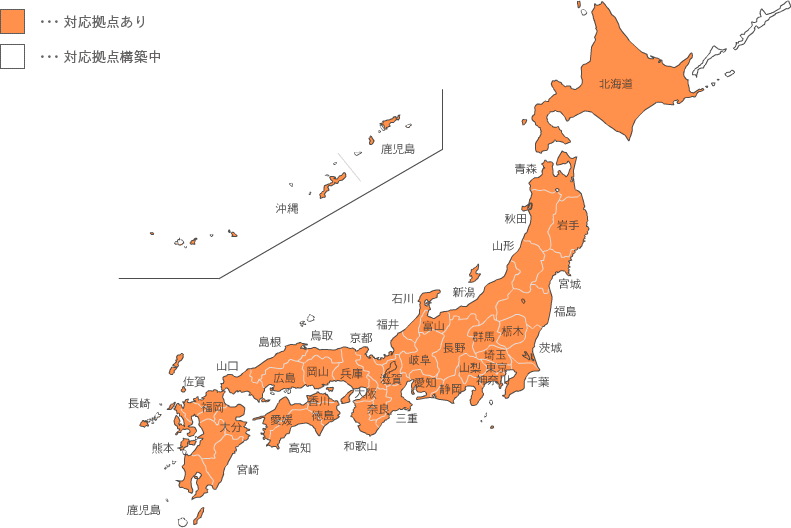 ･･･ 対応拠点あり
･･･ 対応拠点構築中
北海道
鹿児島
青森
沖縄
秋田
岩手
山形
宮城
新潟
石川
福島
福井
富山
鳥取
京都
群馬
栃木
島根
長野
茨城
埼玉
岐阜
山口
岡山
兵庫
山梨
東京
広島
滋賀
神奈川
千葉
佐賀
愛知
静岡
大阪
香川
長崎
福岡
奈良
徳島
三重
愛媛
大分
熊本
高知
和歌山
宮崎
鹿児島